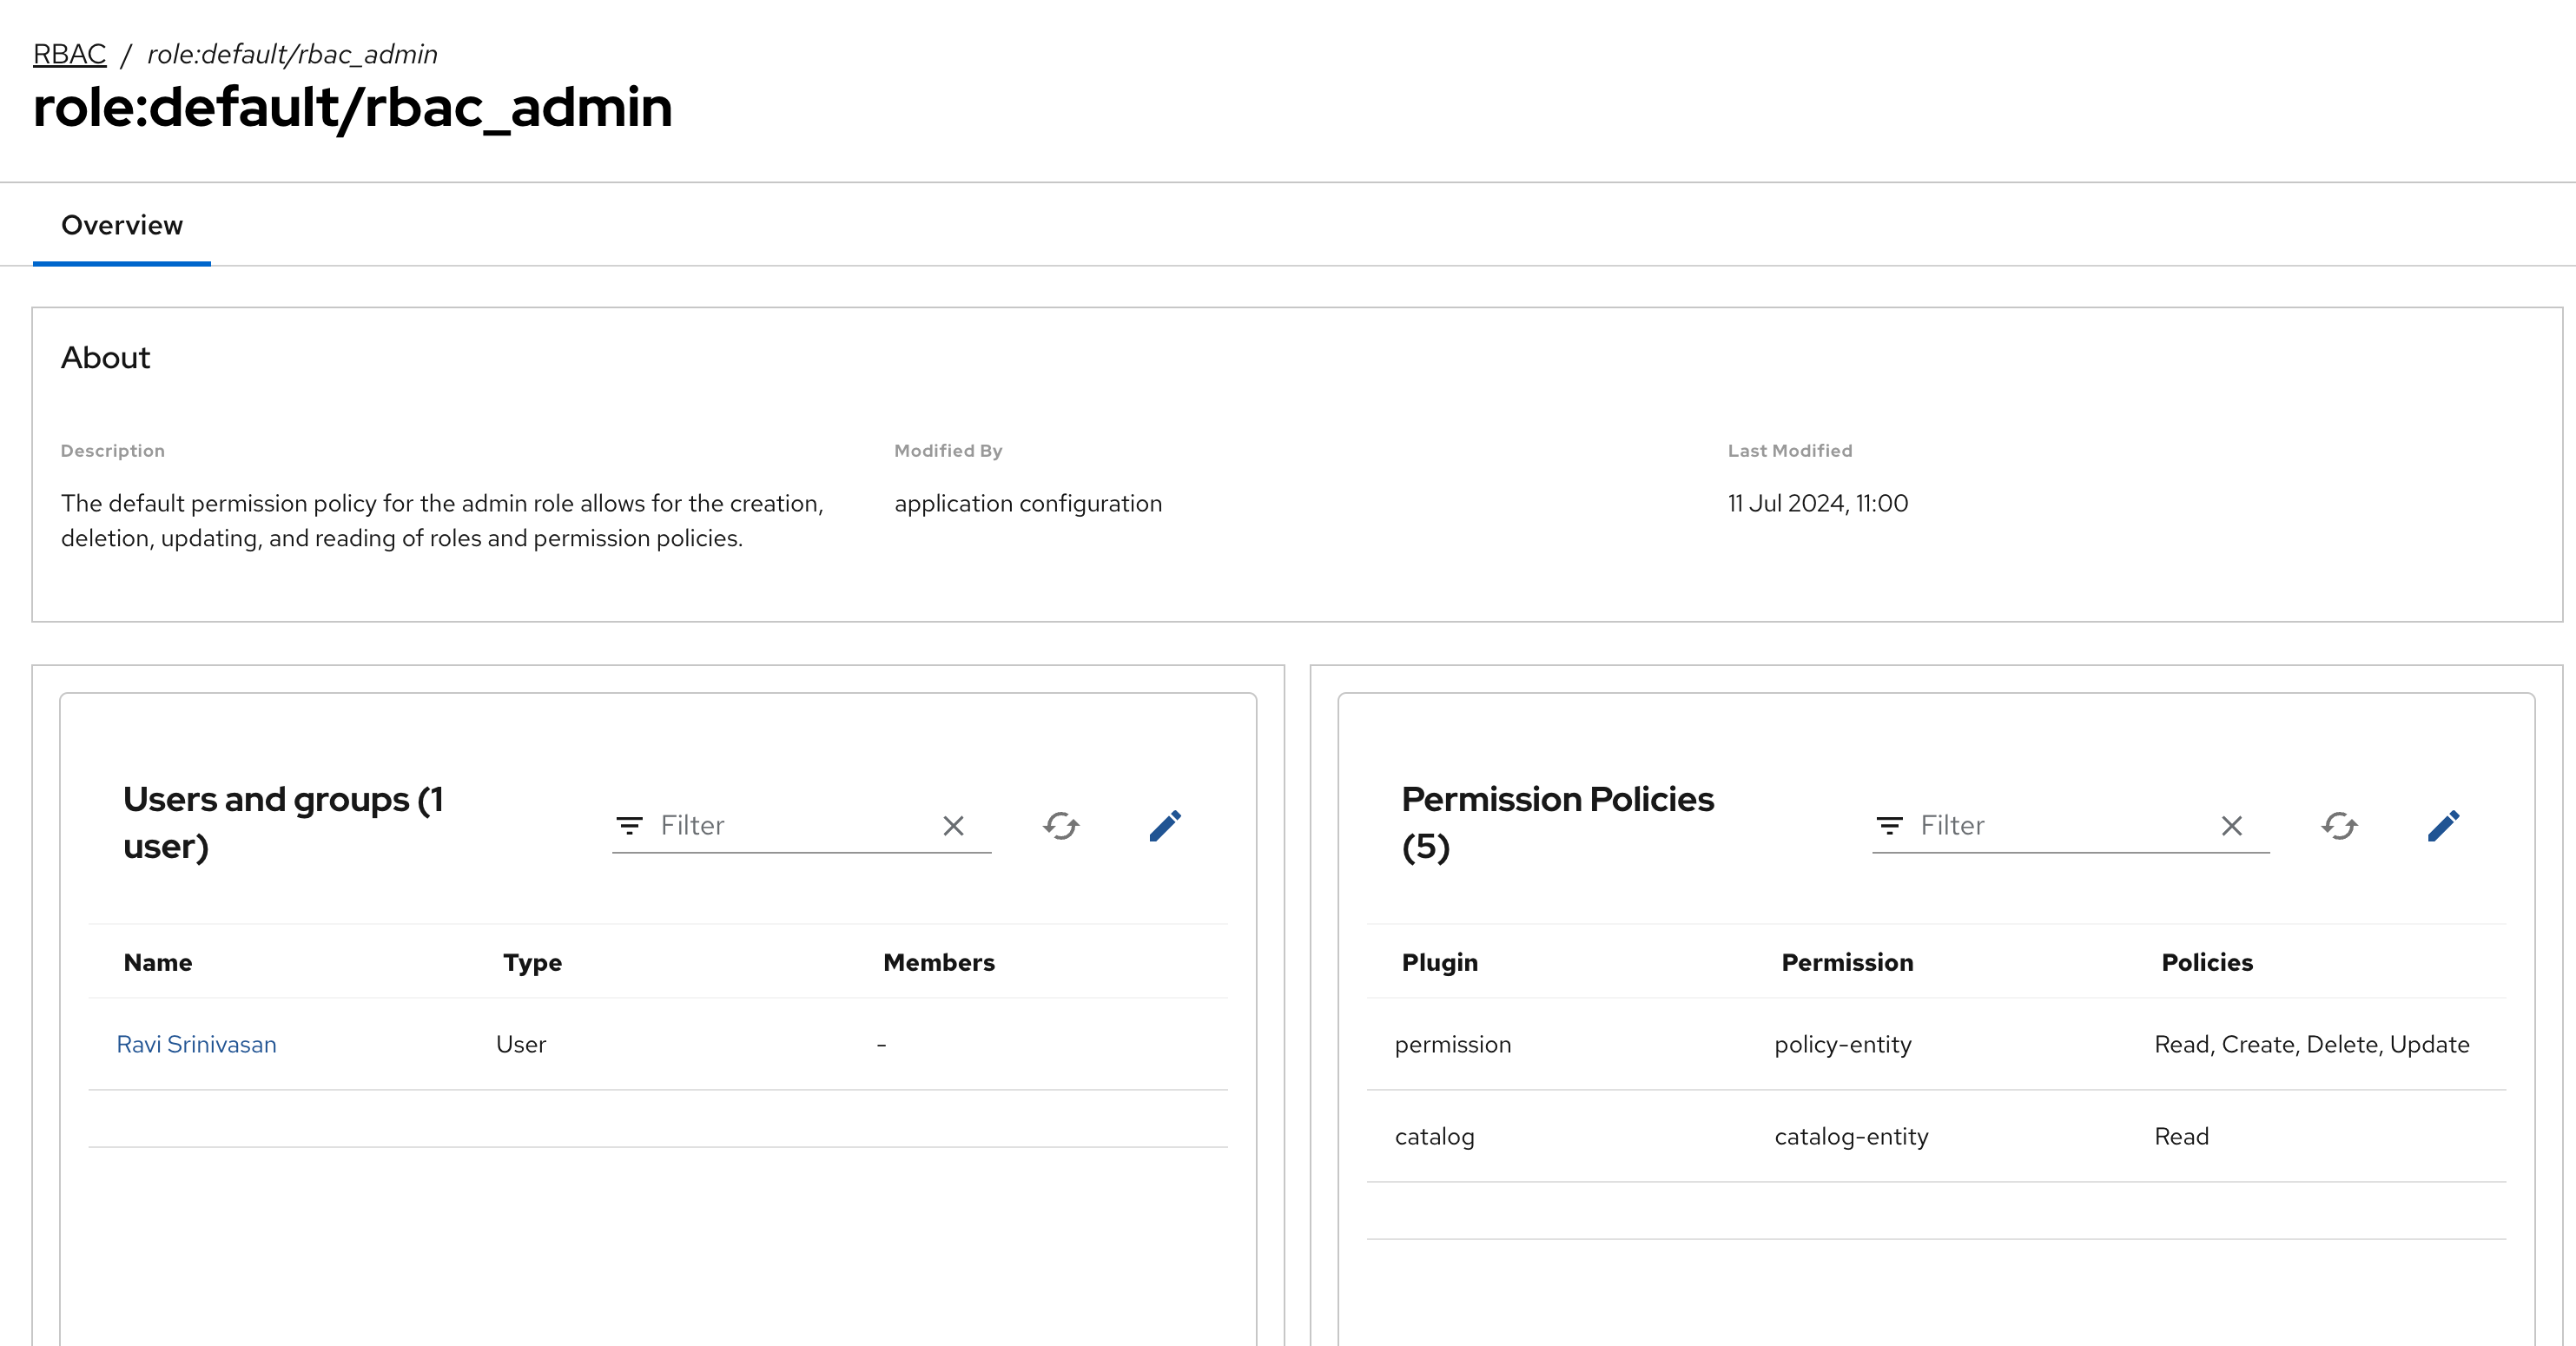 RBAC / role:default/rbac_admin
role:default/rbac_admin
Overview
About
Description
Modified By
Last Modified
The default permission policy for the admin role allows for the creation,
deletion, updating, and reading of roles and permission policies.
application configuration
11 Jul 2024, 11:00
Users and groups (1
user)
Filter
Name Type Members
Ravi Srinivasan User -
Permission Policies
(5)
Filter
Plugin Permission Policies
permission policy-entity Read, Create, Delete, Update
catalog catalog-entity Read